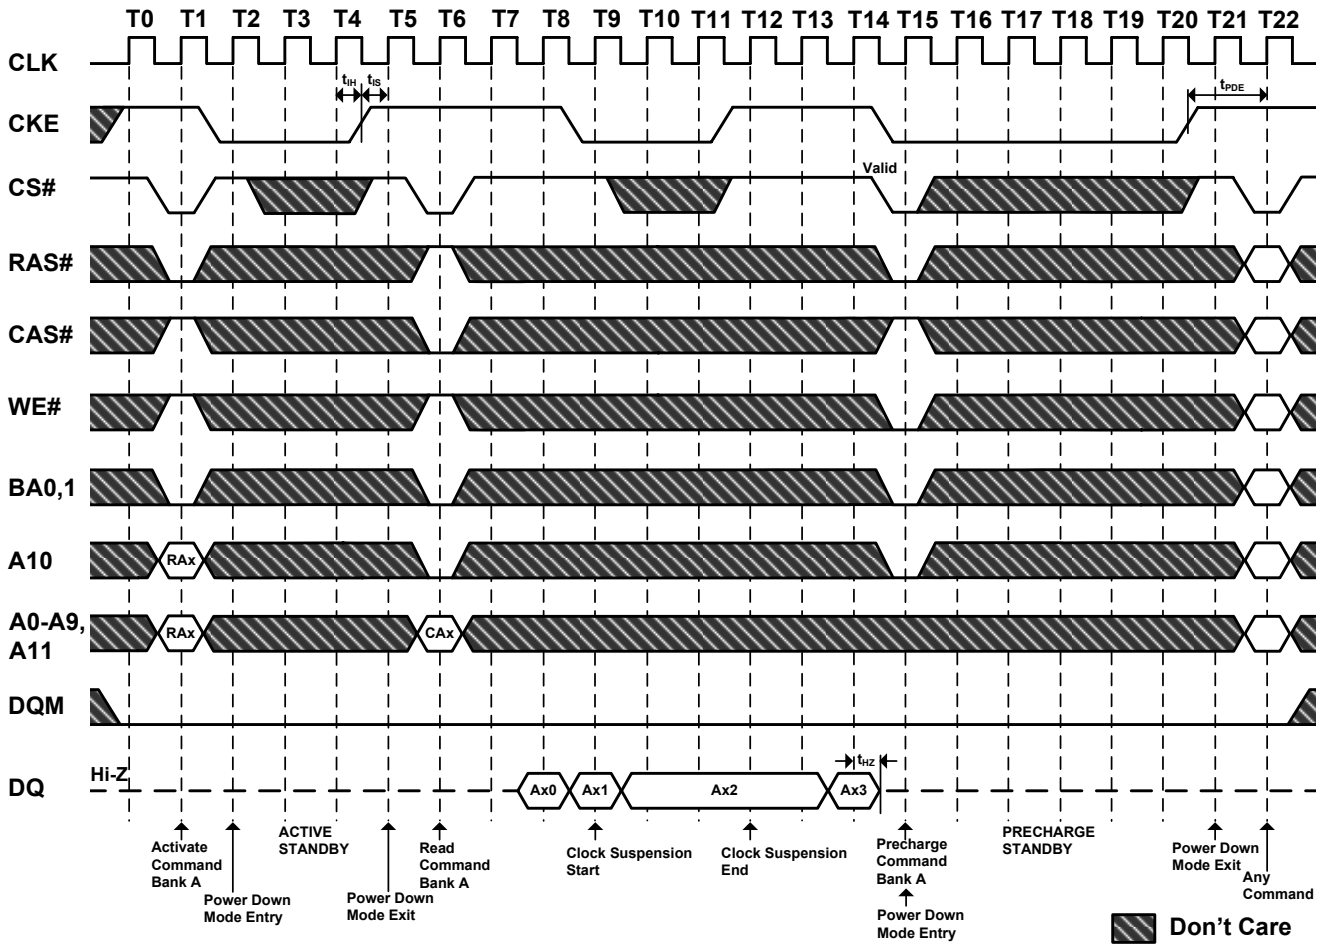 T0 T1 T2 T3 T4 T5 T6 T7 T8 T9 T10 T11 T12 T13 T14 T15 T16 T17 T18 T19 T20 T21 T22
CLK
tIH tIS
tPDE
CKE
Valid
CS#
RAS#
CAS#
WE#
BA0,1
A10
RAx
A0-A9,
A11
RAx
CAx
DQM
Hi-Z
tHZ
DQ
Ax0 Ax1 Ax2 Ax3
Activate
Command
Bank A
Power Down
Mode Entry
ACTIVE
STANDBY
Power Down
Mode Exit
Read
Command
Bank A
Clock Suspension
Start
Clock Suspension
End
Precharge
Command
Bank A
Power Down
Mode Entry
PRECHARGE
STANDBY
Power Down
Mode Exit
Any
Command
Don't Care